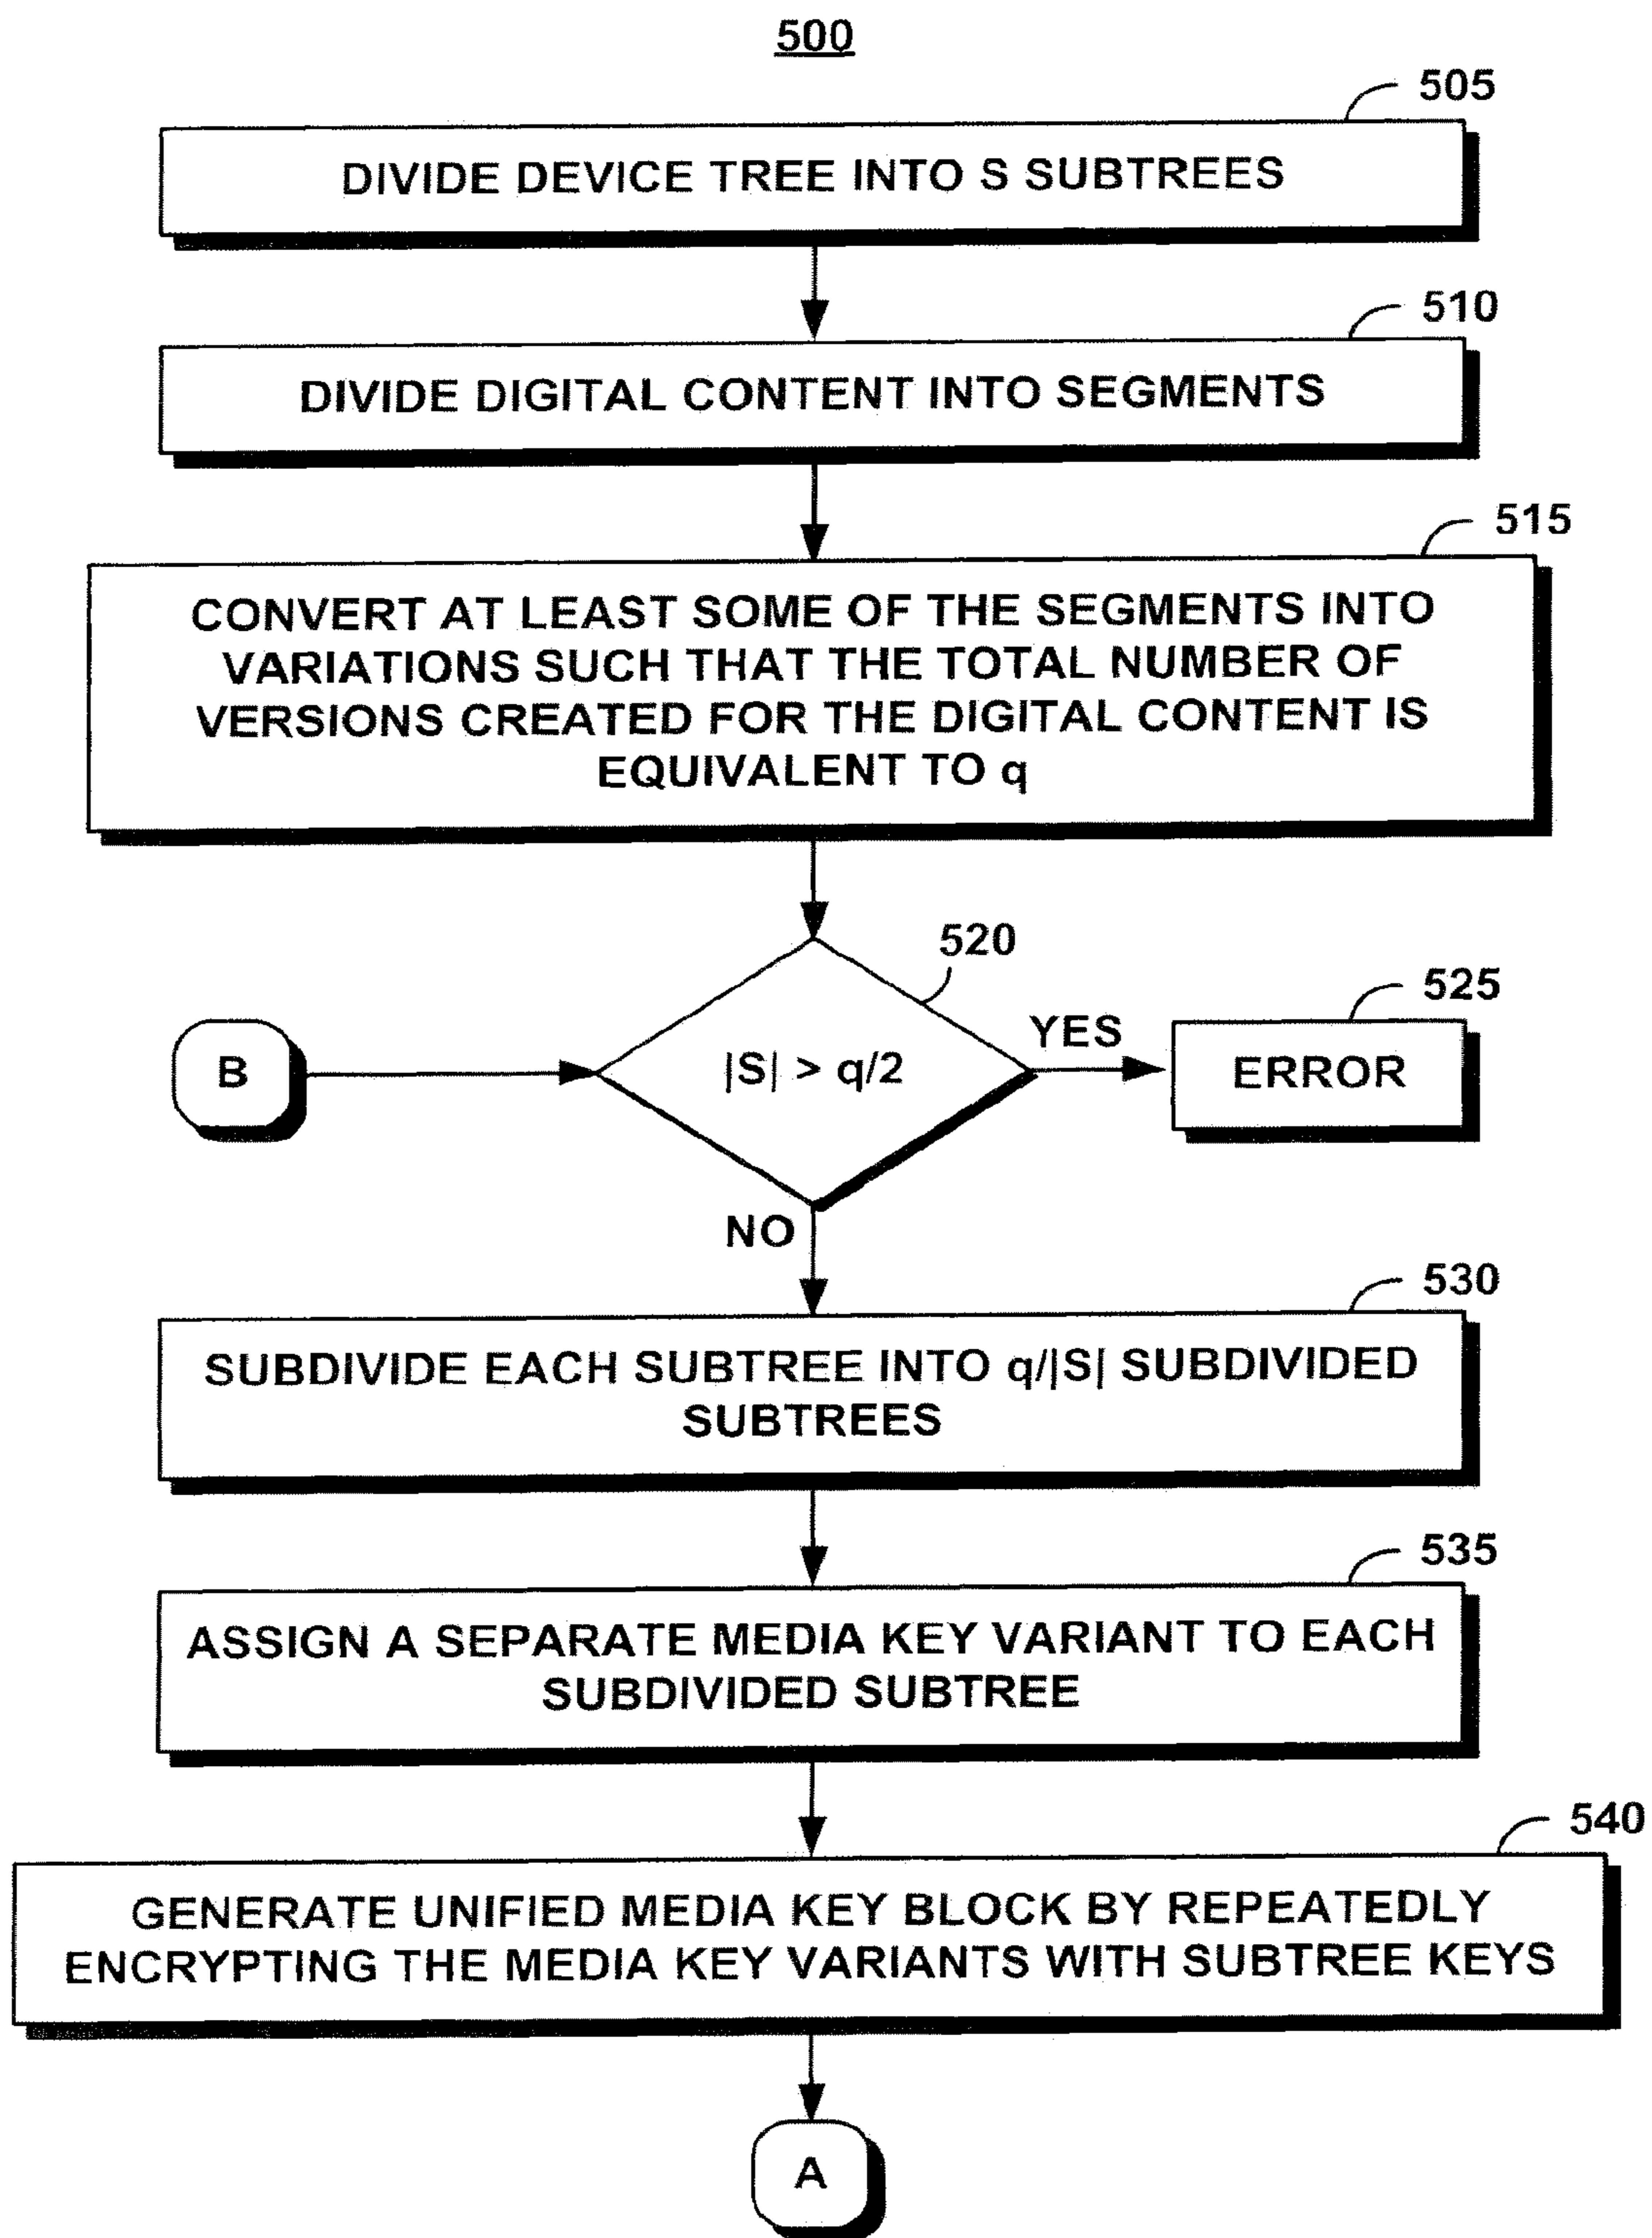 500
505
DIVIDE DEVICE TREE INTO S SUBTREES
510
DIVIDE DIGITAL CONTENT INTO SEGMENTS
515
CONVERT AT LEAST SOME OF THE SEGMENTS INTO
VARIATIONS SUCH THAT THE TOTAL NUMBER OF
VERSIONS CREATED FOR THE DIGITAL CONTENT IS
EQUIVALENT TO q
520
525
B
|S| > q/2
YES
ERROR
NO
530
SUBDIVIDE EACH SUBTREE INTO q/|S| SUBDIVIDED
SUBTREES
535
ASSIGN A SEPARATE MEDIA KEY VARIANT TO EACH
SUBDIVIDED SUBTREE
540
GENERATE UNIFIED MEDIA KEY BLOCK BY REPEATEDLY
ENCRYPTING THE MEDIA KEY VARIANTS WITH SUBTREE KEYS
A